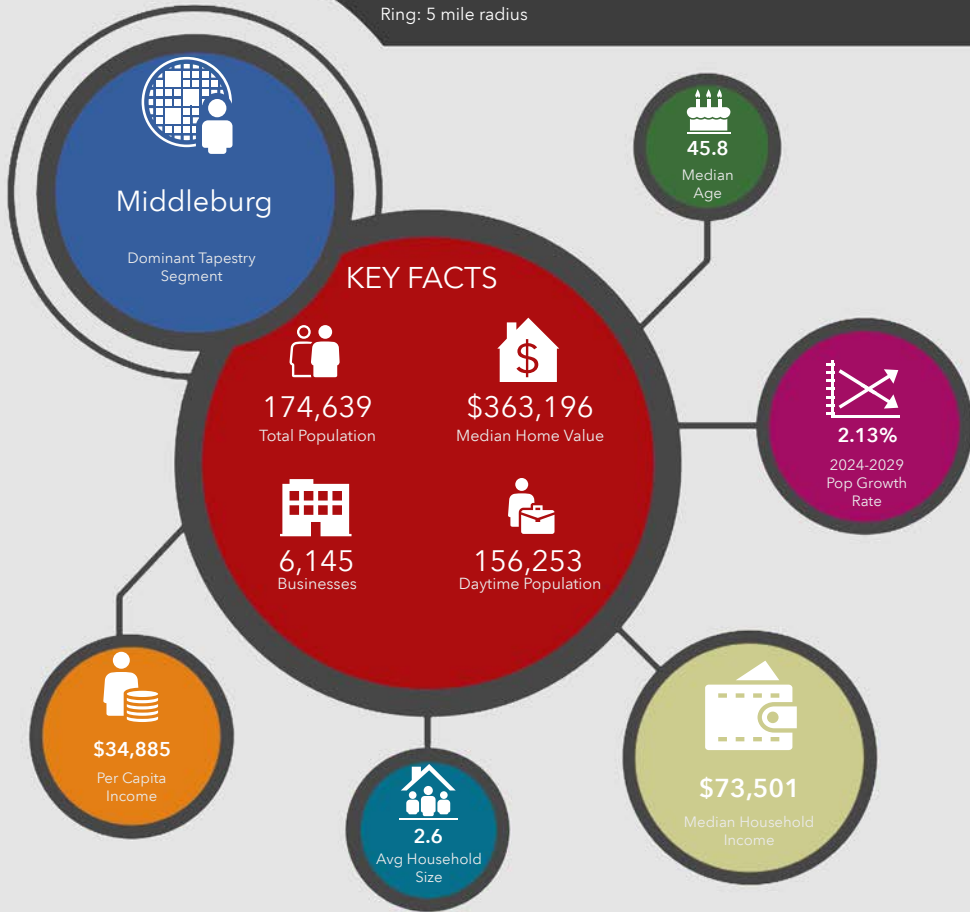 Ring: 5 mile radius
Middleburg
Dominant Tapestry
Segment
KEY FACTS
174,639
Total Population
$363,196
Median Home Value
6,145
Businesses
156,253
Daytime Population
45.8
Median
Age
2.13%
2024-2029
Pop Growth
Rate
$34,885
Per Capita
Income
2.6
Avg Household
Size
$73,501
Median Household
Income